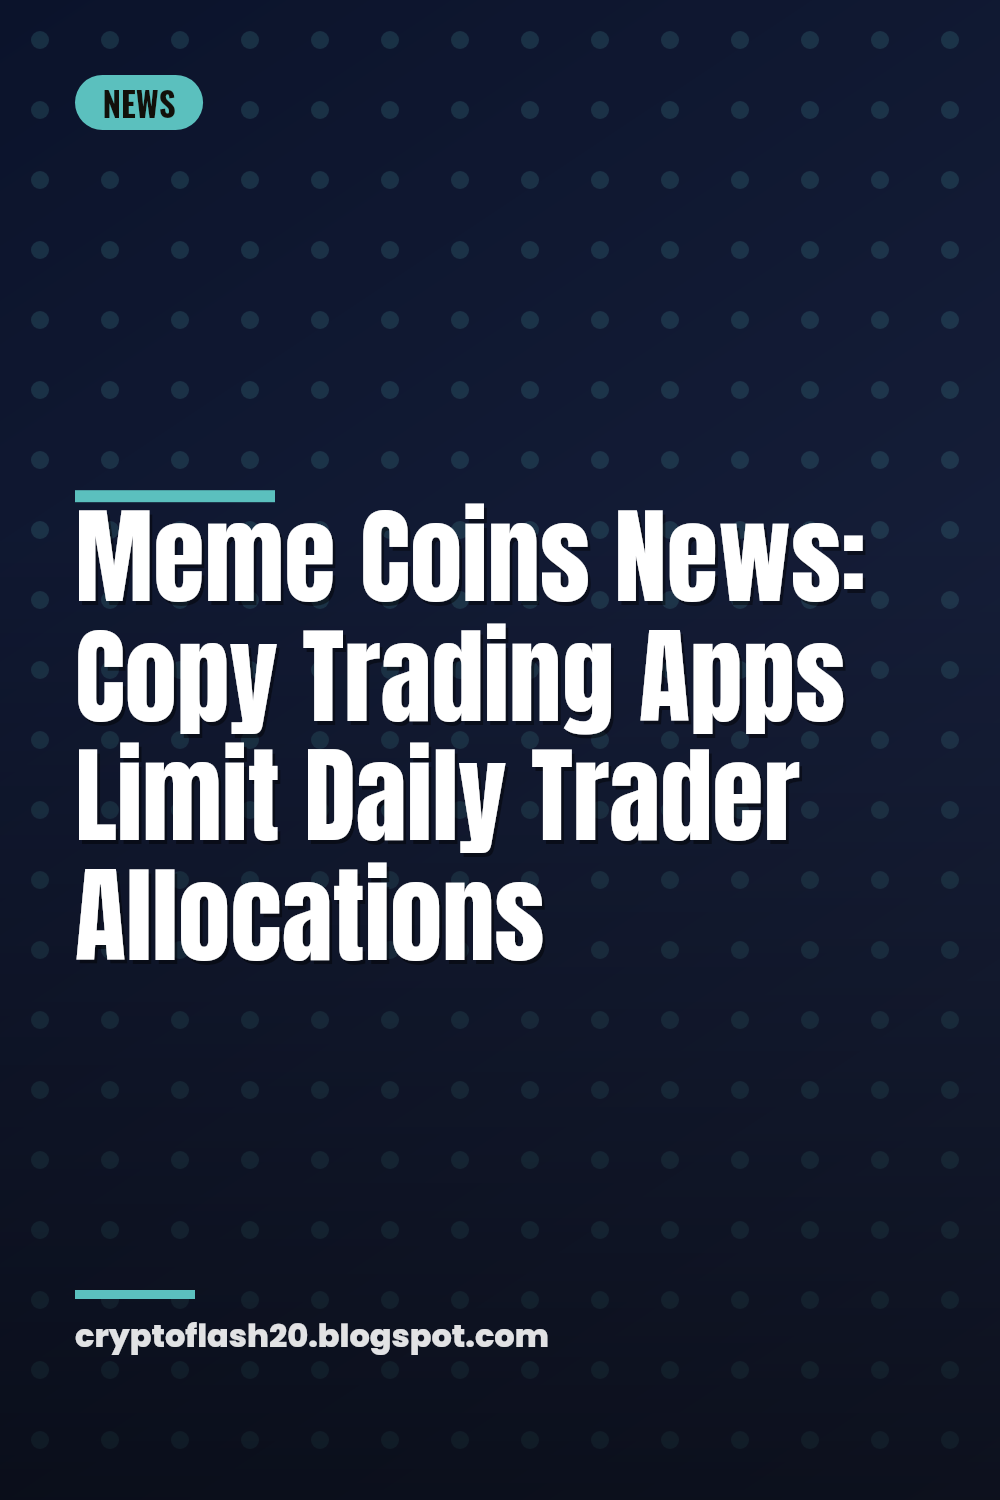 NEWS
Meme Coins News:
Copy Trading Apps
Limit Daily Trader
Allocations
cryptoflash20.blogspot.com